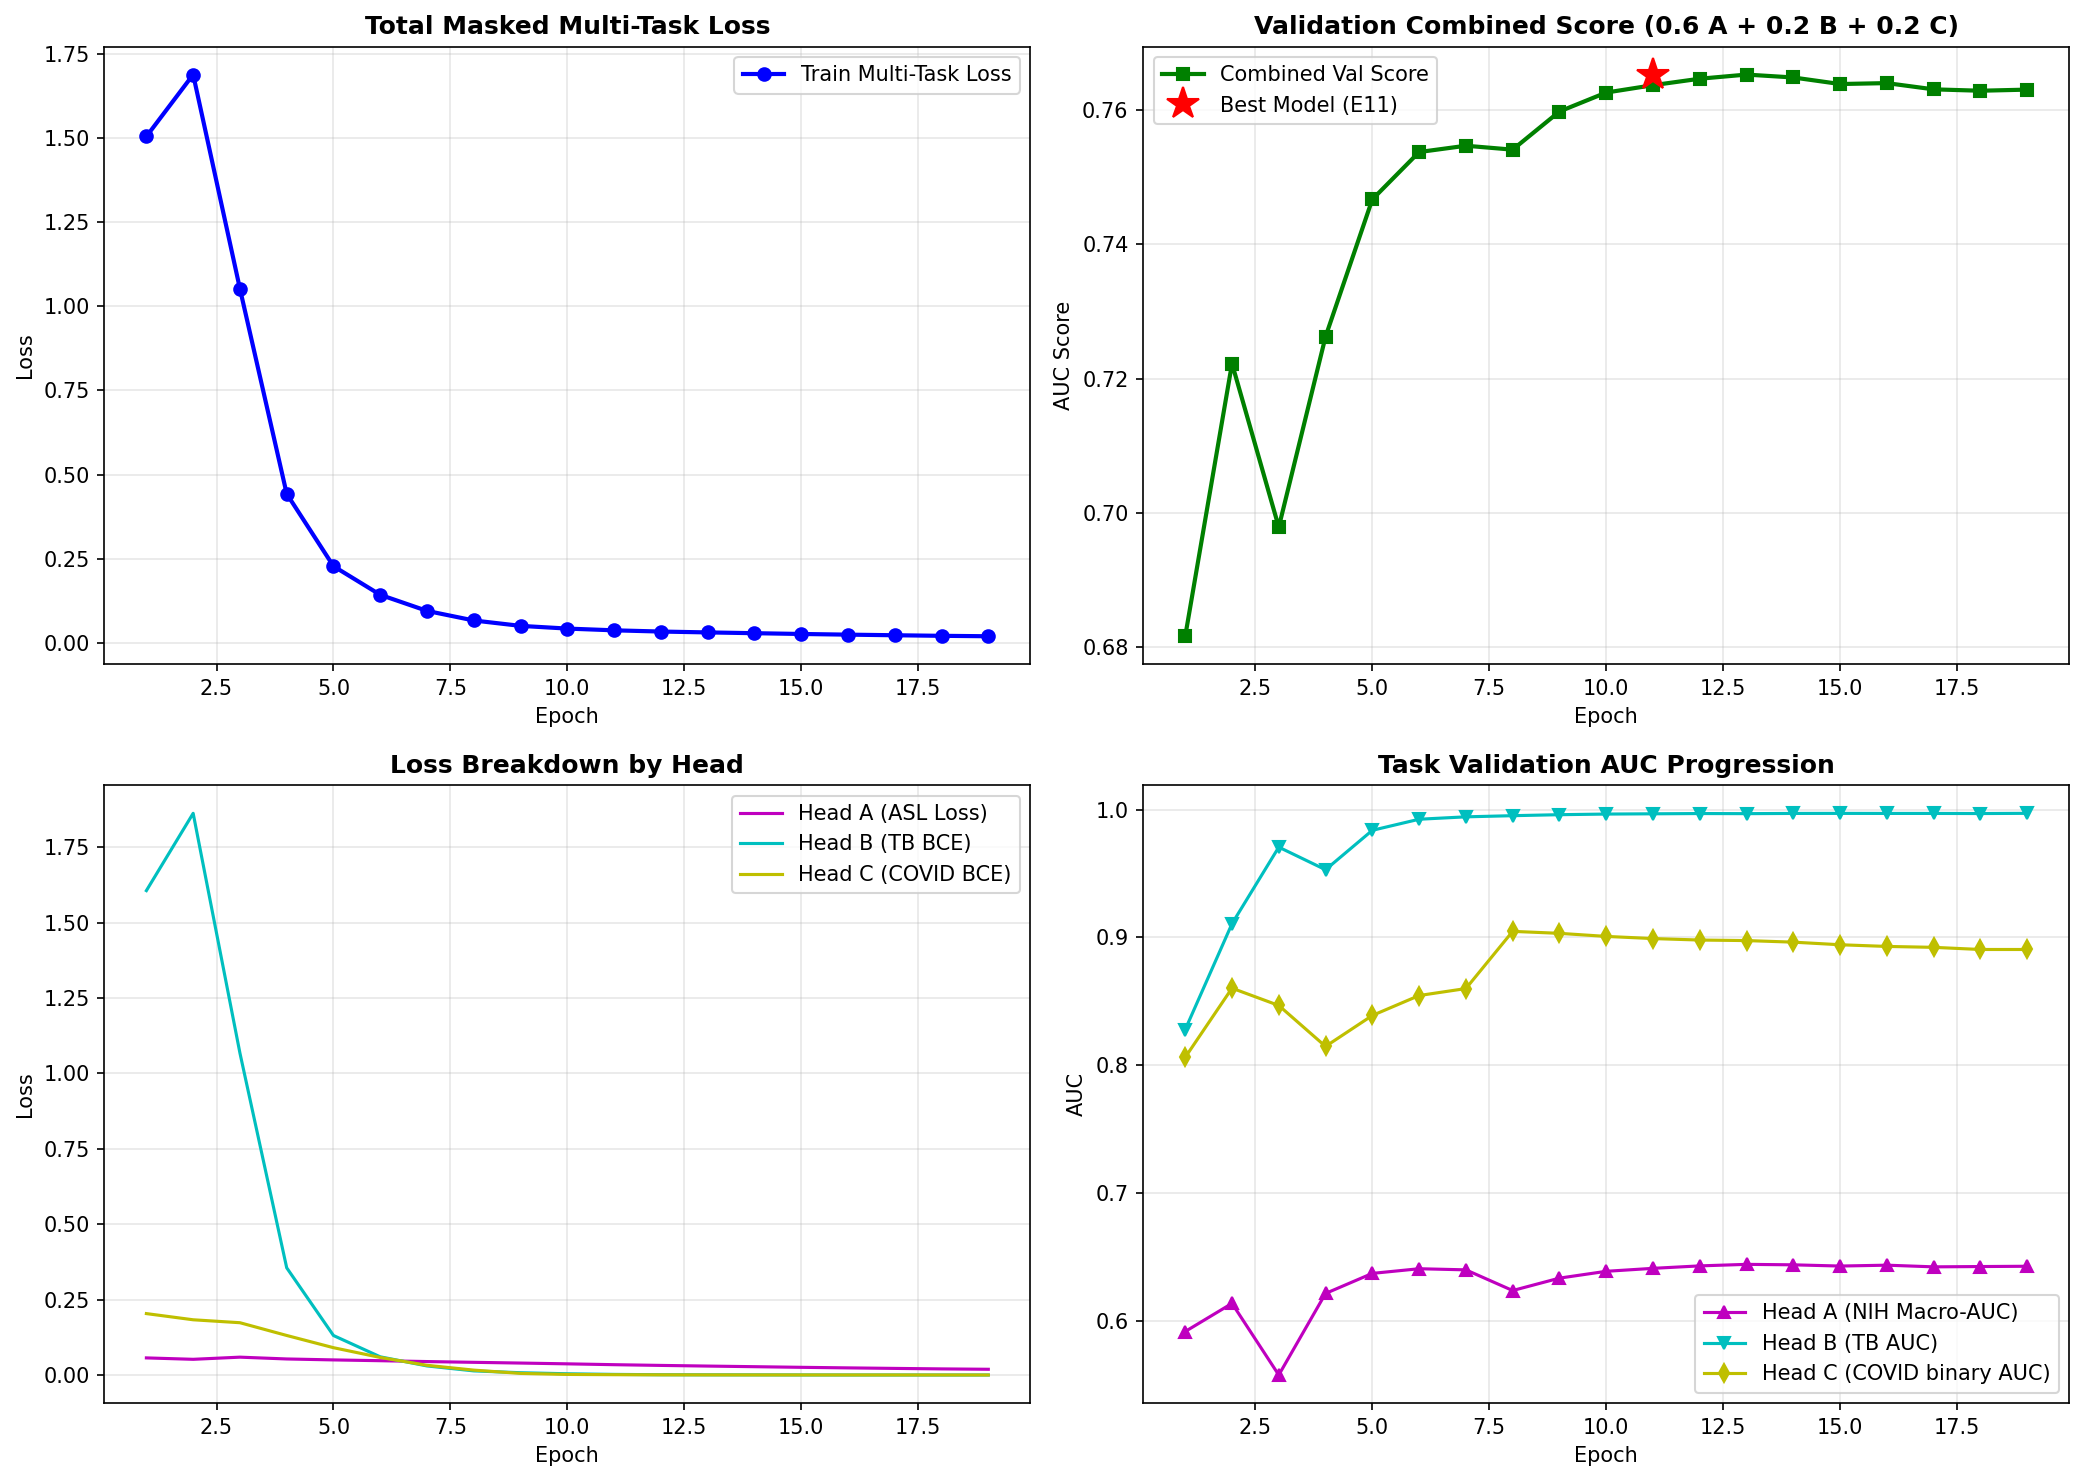 Total Masked Multi-Task Loss
Train Multi-Task Loss
1.75
1.50
1.25
1.00
0.75
0.50
0.25
0.00
Loss
2.5 5.0 7.5 10.0 12.5 15.0 17.5
Epoch
Validation Combined Score (0.6 A + 0.2 B + 0.2 C)
Combined Val Score
Best Model (E11)
0.76
0.74
0.72
0.70
0.68
AUC Score
2.5 5.0 7.5 10.0 12.5 15.0 17.5
Epoch
Loss Breakdown by Head
Head A (ASL Loss)
Head B (TB BCE)
Head C (COVID BCE)
1.75
1.50
1.25
1.00
0.75
0.50
0.25
0.00
Loss
2.5 5.0 7.5 10.0 12.5 15.0 17.5
Epoch
Task Validation AUC Progression
1.0
0.9
0.8
0.7
0.6
AUC
Head A (NIH Macro-AUC)
Head B (TB AUC)
Head C (COVID binary AUC)
2.5 5.0 7.5 10.0 12.5 15.0 17.5
Epoch